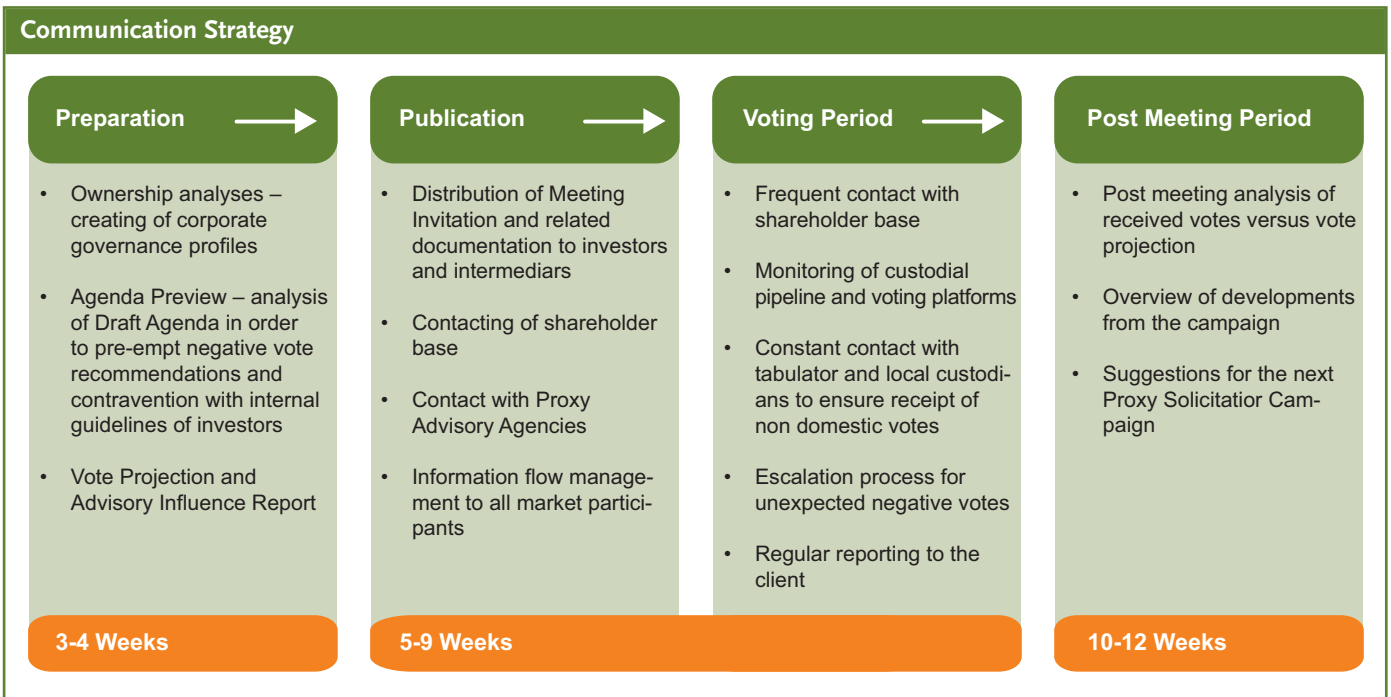 Communication Strategy
Preparation
• Ownership analyses –
creating of corporate
governance profiles
• Agenda Preview – analysis
of Draft Agenda in order
to pre-empt negative vote
recommendations and
contravention with internal
guidelines of investors
• Vote Projection and
Advisory Influence Report
3-4 Weeks
Publication
• Distribution of Meeting
Invitation and related
documentation to investors
and intermediars
• Contacting of shareholder
base
• Contact with Proxy
Advisory Agencies
• Information flow manage-
ment to all market partici-
pants
5-9 Weeks
Voting Period
• Frequent contact with
shareholder base
• Monitoring of custodial
pipeline and voting platforms
• Constant contact with
tabulator and local custodi-
ans to ensure receipt of
non domestic votes
• Escalation process for
unexpected negative votes
• Regular reporting to the
client
Post Meeting Period
• Post meeting analysis of
received votes versus vote
projection
• Overview of developments
from the campaign
• Suggestions for the next
Proxy Solicitatior Cam-
paign
10-12 Weeks